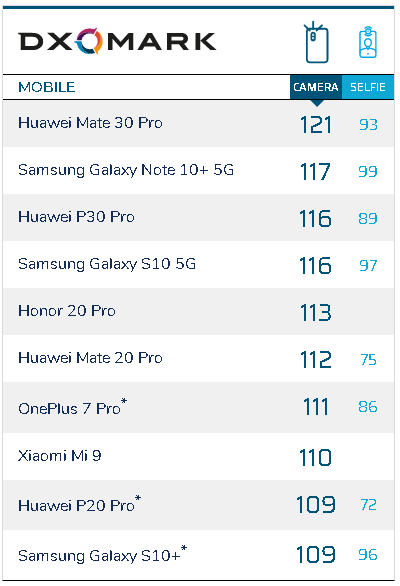 DXOMARK
MOBILE CAMERA SELFIE
Huawei Mate 30 Pro 121 93
Samsung Galaxy Note 10+ 5G 117 99
Huawei P30 Pro 116 89
Samsung Galaxy S10 5G 116 97
Honor 20 Pro 113
Huawei Mate 20 Pro 112 75
OnePlus 7 Pro* 111 86
Xiaomi Mi 9 110
Huawei P20 Pro* 109 72
Samsung Galaxy S10+* 109 96